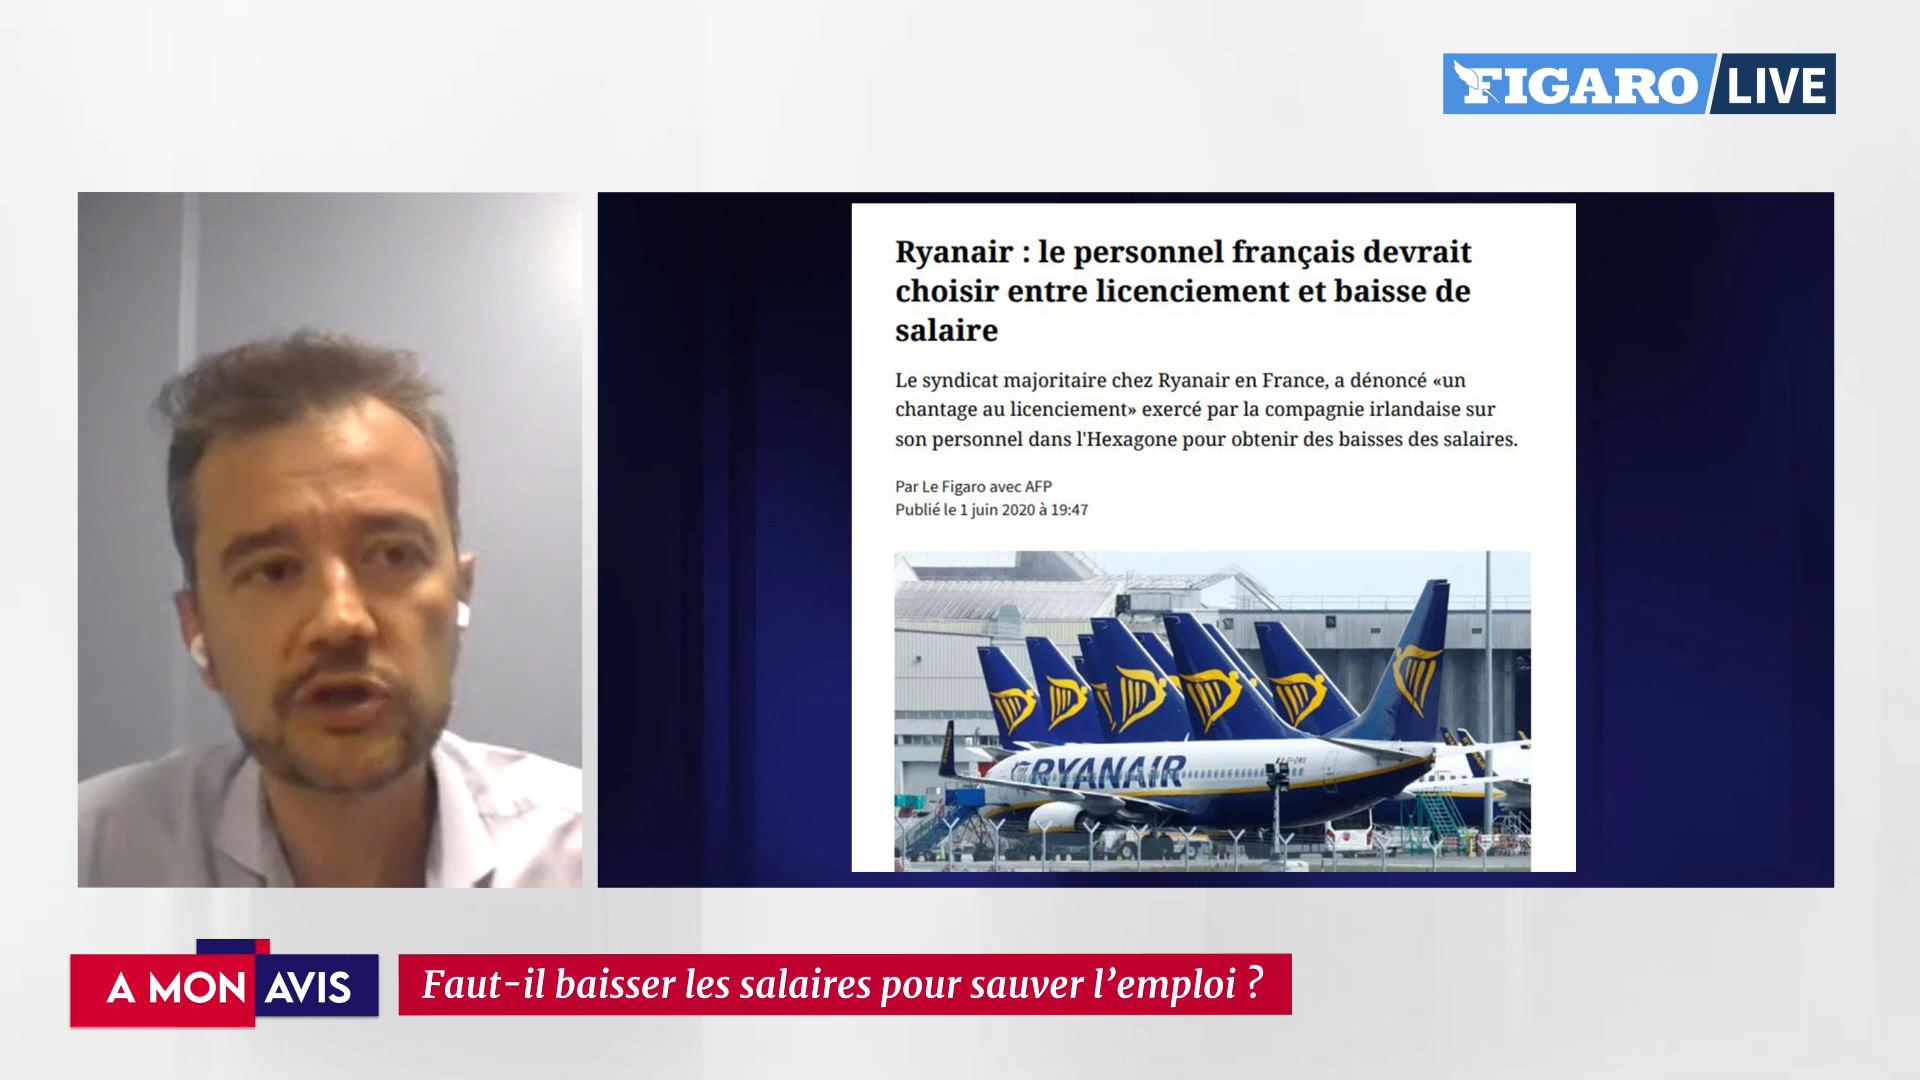 FIGARO LIVE
Ryanair : le personnel français devrait
choisir entre licenciement et baisse de
salaire
Le syndicat majoritaire chez Ryanair en France, a dénoncé «un
chantage au licenciement» exercé par la compagnie irlandaise sur
son personnel dans l'Hexagone pour obtenir des baisses des salaires.
Par Le Figaro avec AFP
Publié le 1 juin 2020 à 19:47
RYANAIR
A MON AVIS
Faut-il baisser les salaires pour sauver l’emploi ?